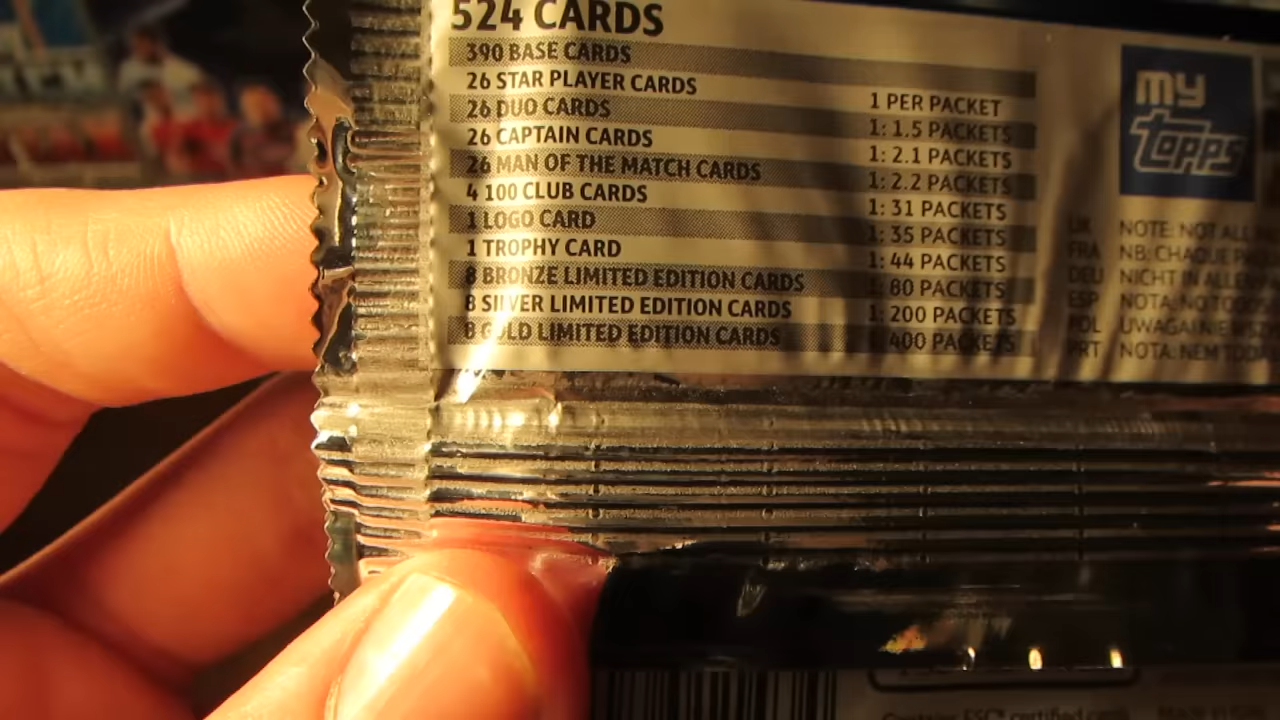 524 CARDS
390 BASE CARDS
26 STAR PLAYER CARDS 1 PER PACKET
26 DUO CARDS 1: 1.5 PACKETS
26 CAPTAIN CARDS 1: 2.1 PACKETS
26 MAN OF THE MATCH CARDS 1: 2.2 PACKETS
4 100 CLUB CARDS 1: 31 PACKETS
1 LOGO CARD 1: 35 PACKETS
1 TROPHY CARD 1: 44 PACKETS
8 BRONZE LIMITED EDITION CARDS 1: 80 PACKETS
8 SILVER LIMITED EDITION CARDS 1: 200 PACKETS
8 GOLD LIMITED EDITION CARDS 400 PACKETS
my
topps
UK NOTE: NOT ALL
FRA NB: CHAQUE
DEU NICHT IN ALLEN
ESP NOTA: NO TODOS
POL UWAGA! NIE
PRT NOTA: NEM
FSC® certified